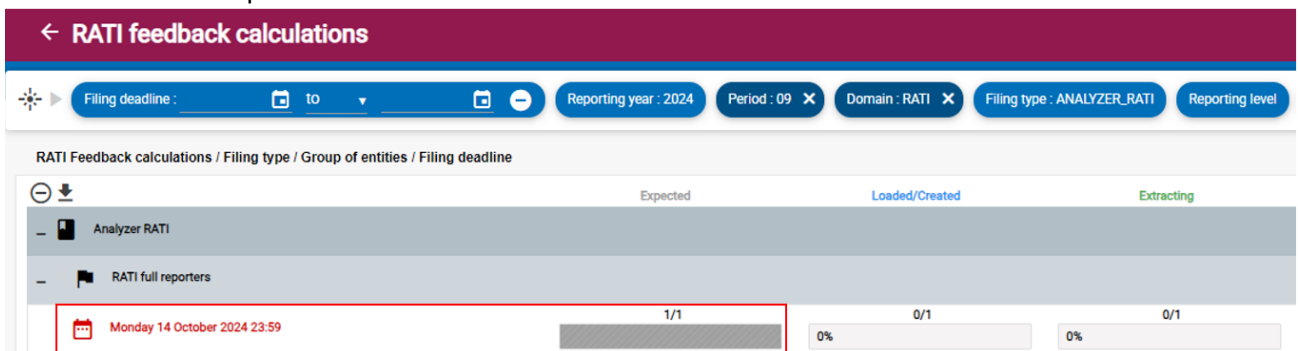 RATI feedback calculations
Filing deadline : to Reporting year : 2024 Period : 09 Domain : RATI Filing type : ANALYZER_RATI Reporting level
RATI Feedback calculations / Filing type / Group of entities / Filing deadline
Expected Loaded/Created Extracting
Analyzer RATI
RATI full reporters
Monday 14 October 2024 23:59 1/1 0/1 0/1
0% 0%